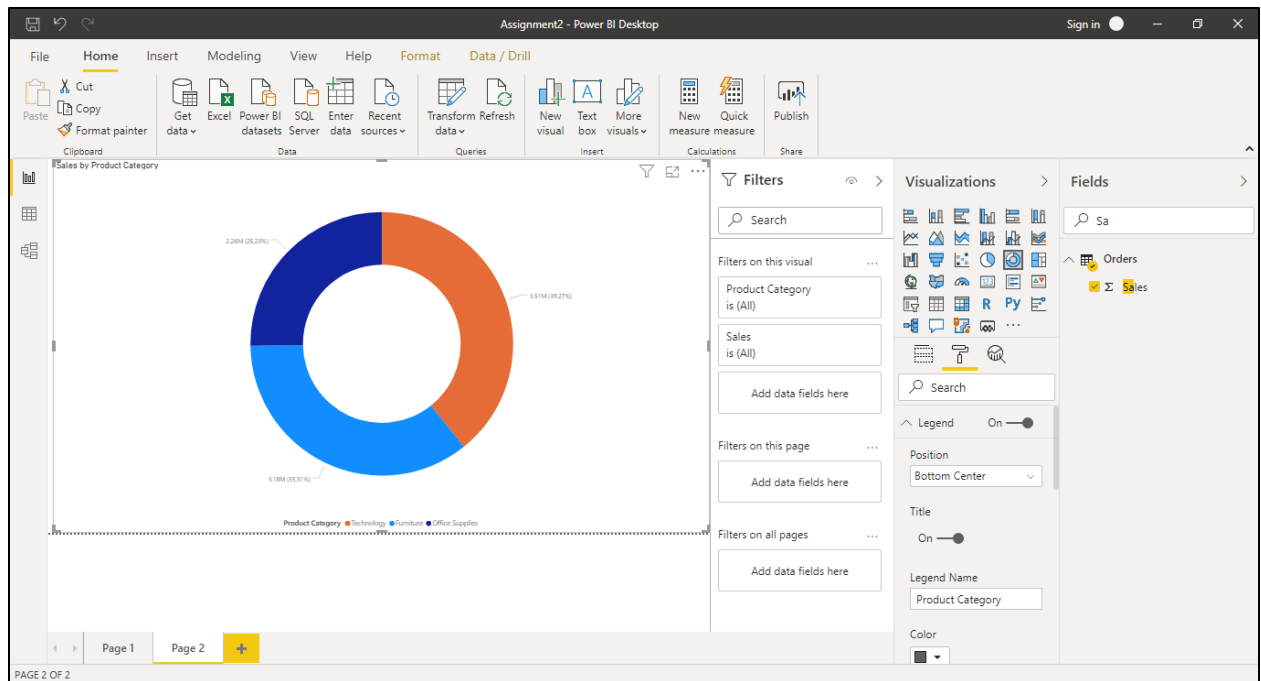 Assignment2 - Power BI Desktop
Sign in
File Home Insert Modeling View Help Format Data / Drill
Paste
Cut
Copy
Format painter
Clipboard
Get data
Excel
Power BI datasets
SQL Server
Enter data
Recent sources
Data
Transform data
Refresh
Queries
New visual
Text box
More visuals
Insert
New measure
Quick measure
Calculations
Publish
Share
Sales by Product Category
2.26M (25.23%)
3.51M (39.27%)
3.18M (35.51%)
Product Category Technology Furniture Office Supplies
Filters
Search
Filters on this visual
Product Category
is (All)
Sales
is (All)
Add data fields here
Filters on this page
Add data fields here
Filters on all pages
Add data fields here
Visualizations
123
R
Py
Search
Legend On
Position
Bottom Center
Title
On
Legend Name
Product Category
Color
Fields
Sa
Orders
Σ Sales
Page 1
Page 2
+
PAGE 2 OF 2